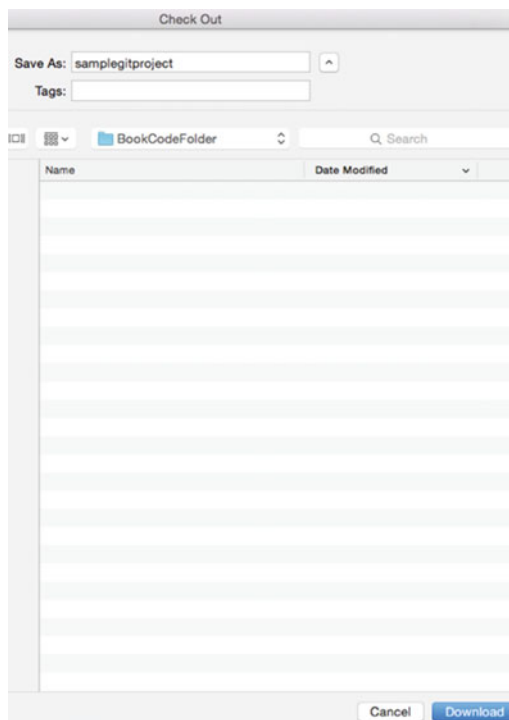 Check Out
Save As: samplegitproject
Tags:
BookCodeFolder
Search
Name Date Modified
Cancel Download